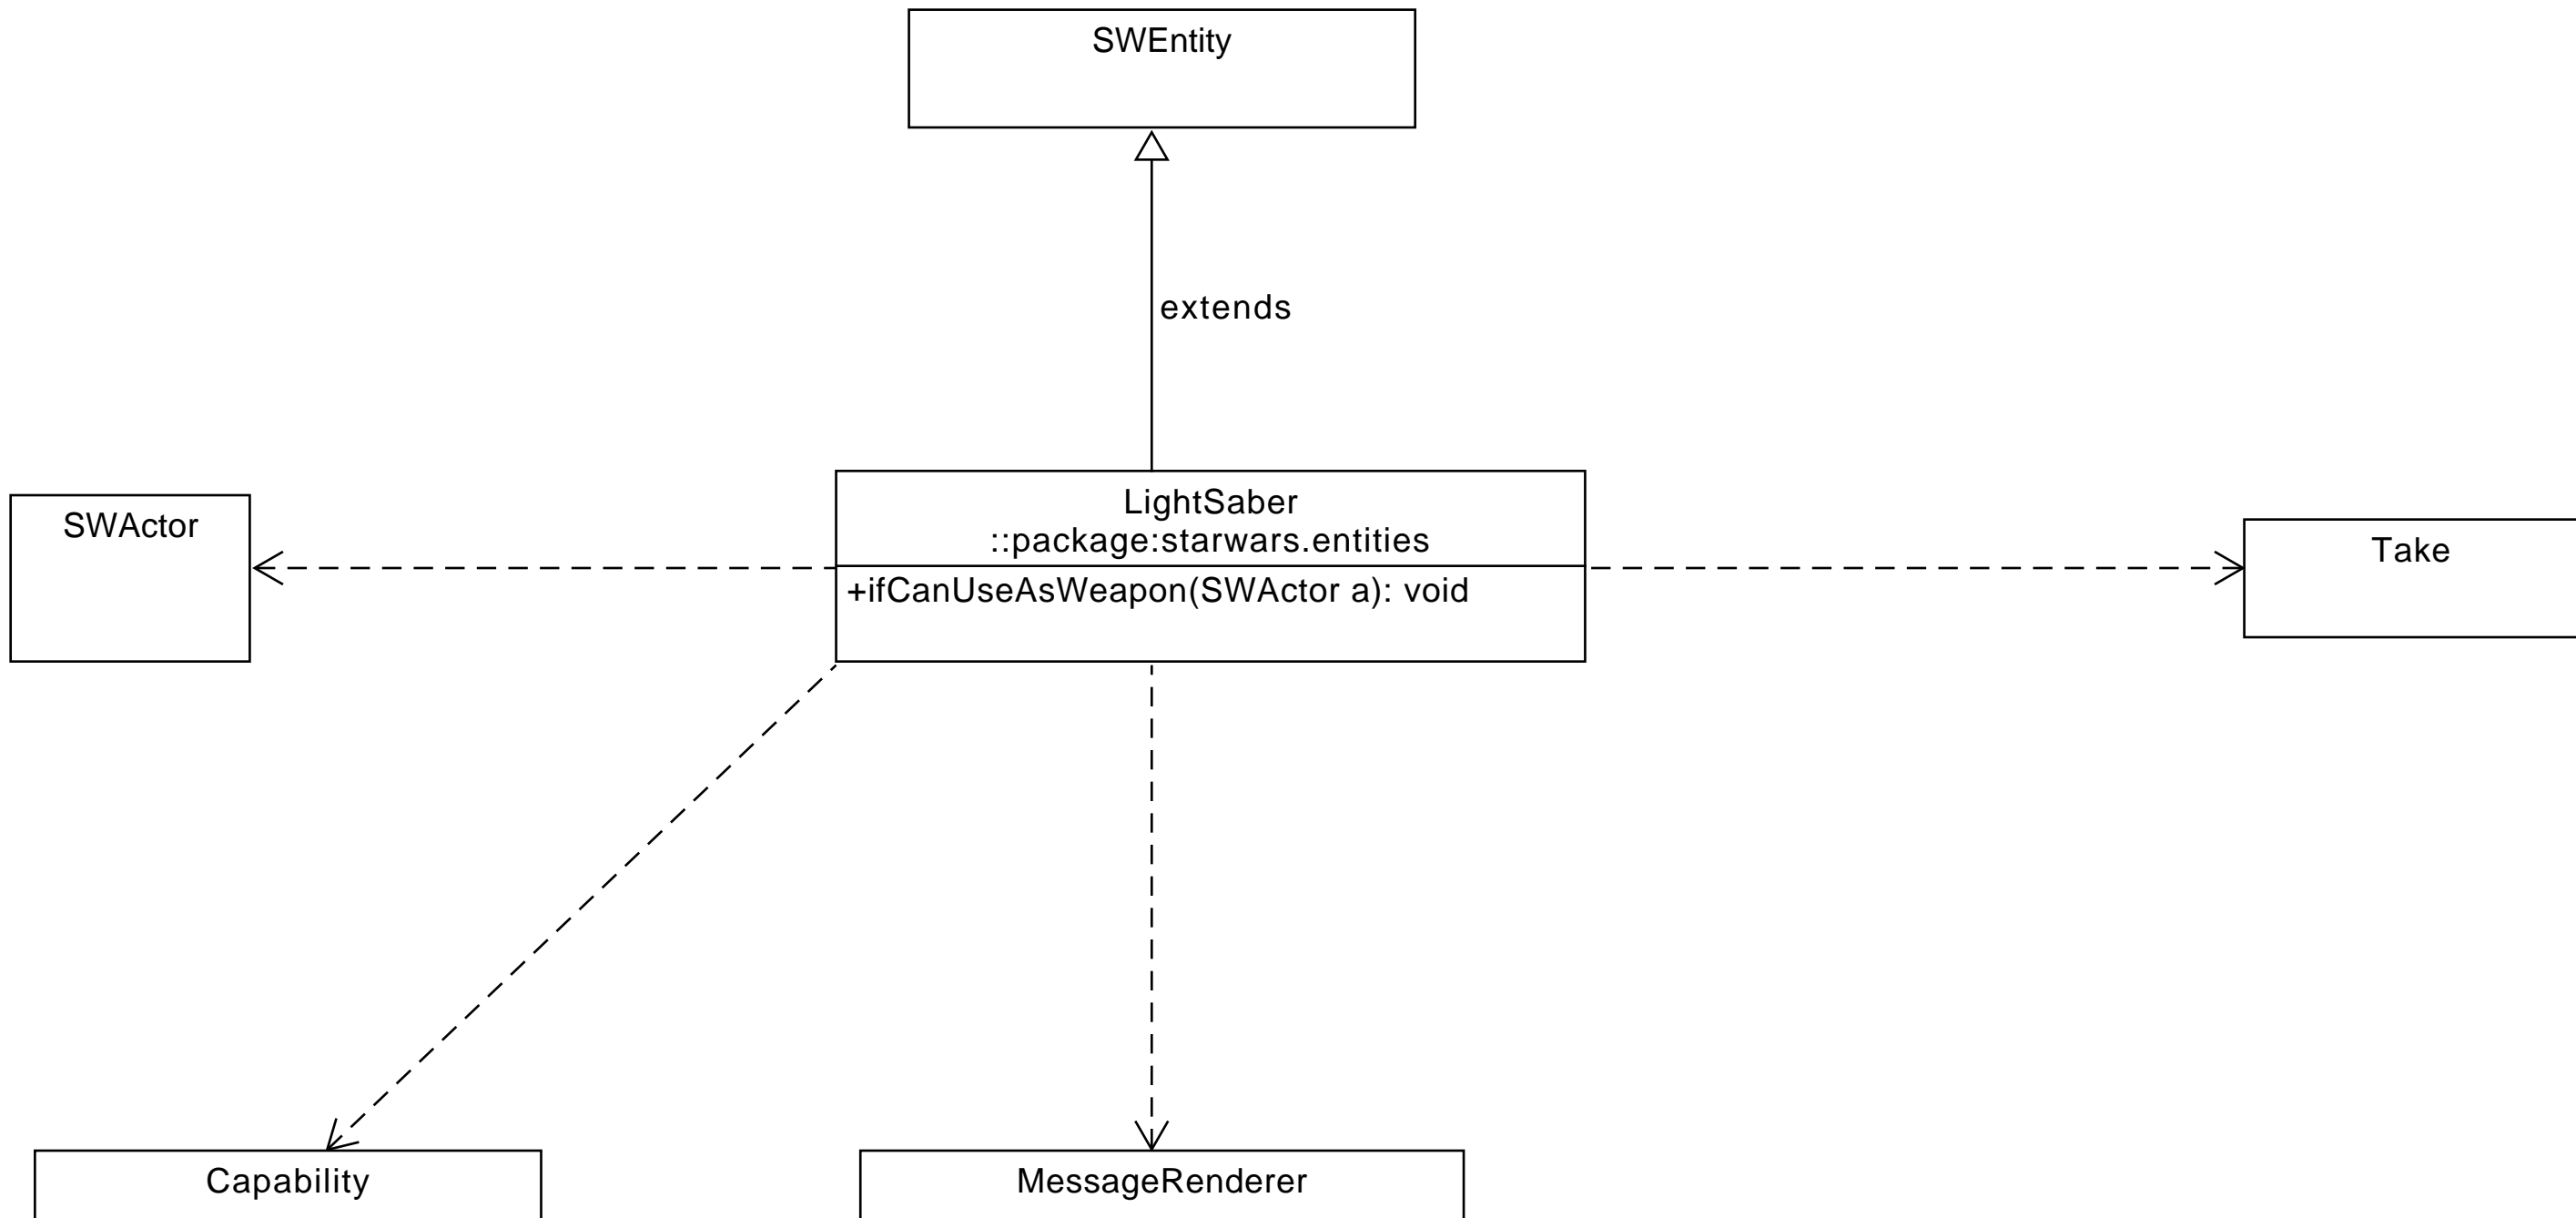 SWEntity
extends
LightSaber
::package:starwars.entities
+ifCanUseAsWeapon(SWActor a): void
SWActor
Take
Capability
MessageRenderer